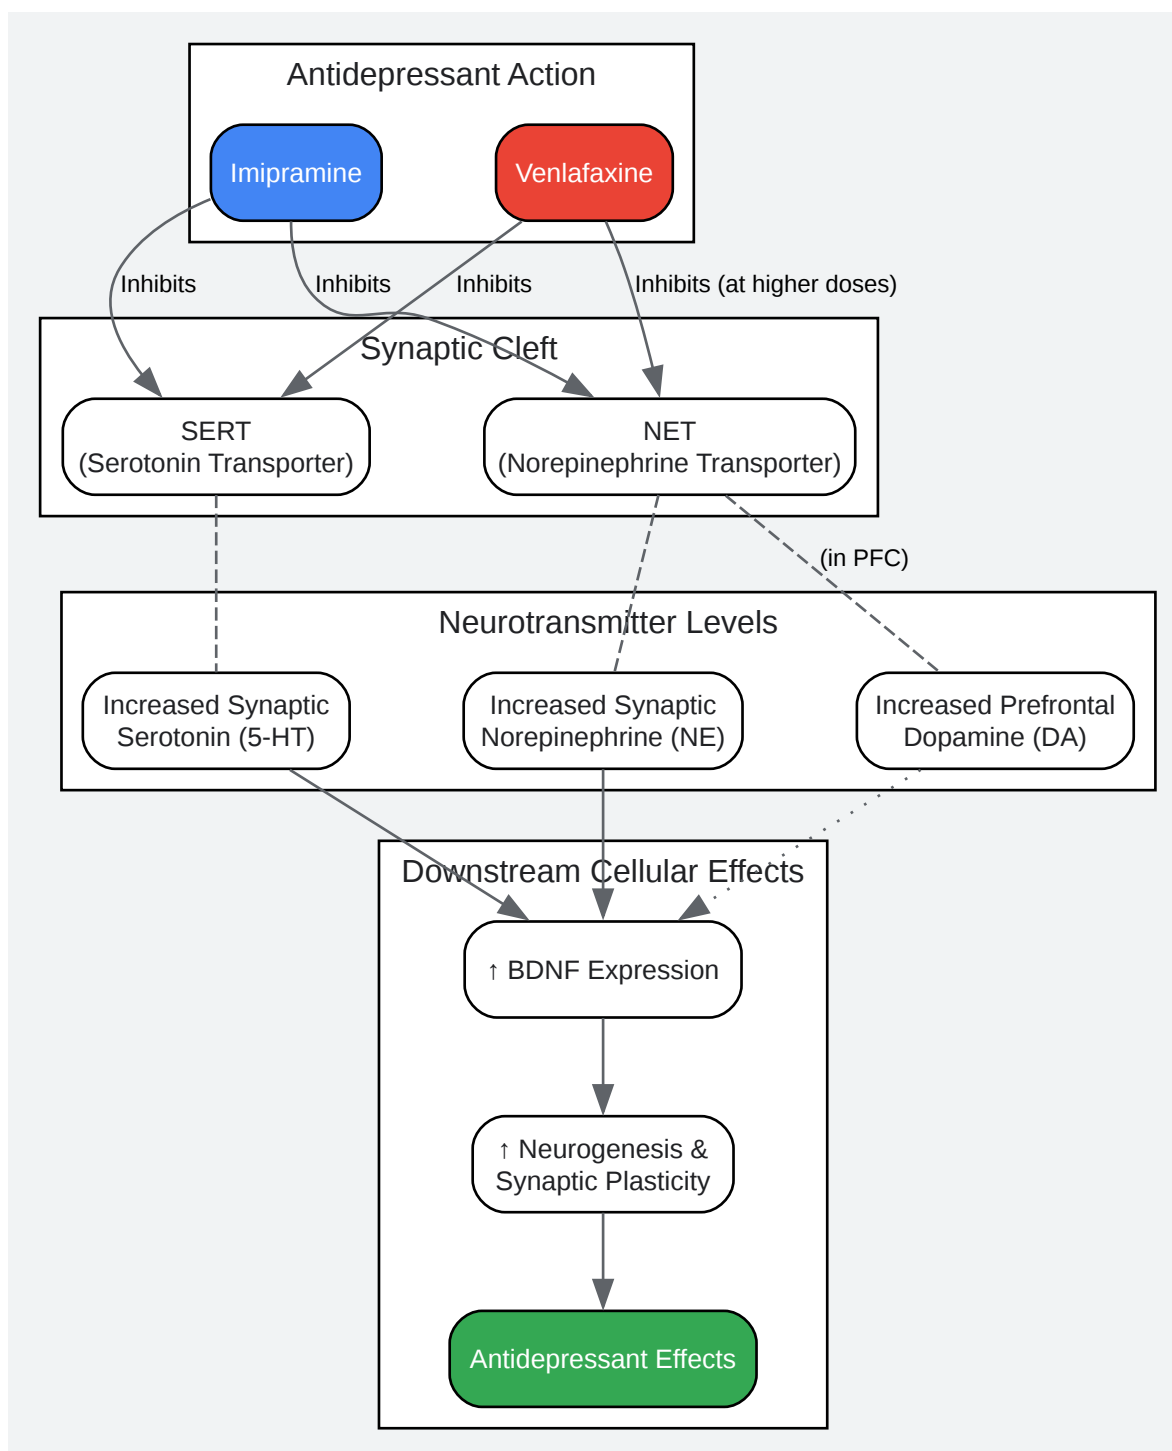 Antidepressant Action
Imipramine
Venlafaxine
Inhibits
Inhibits
Inhibits
Inhibits (at higher doses)
Synaptic Cleft
SERT
(Serotonin Transporter)
NET
(Norepinephrine Transporter)
(in PFC)
Neurotransmitter Levels
Increased Synaptic
Serotonin (5-HT)
Increased Synaptic
Norepinephrine (NE)
Increased Prefrontal
Dopamine (DA)
Downstream Cellular Effects
↑ BDNF Expression
↑ Neurogenesis &
Synaptic Plasticity
Antidepressant Effects